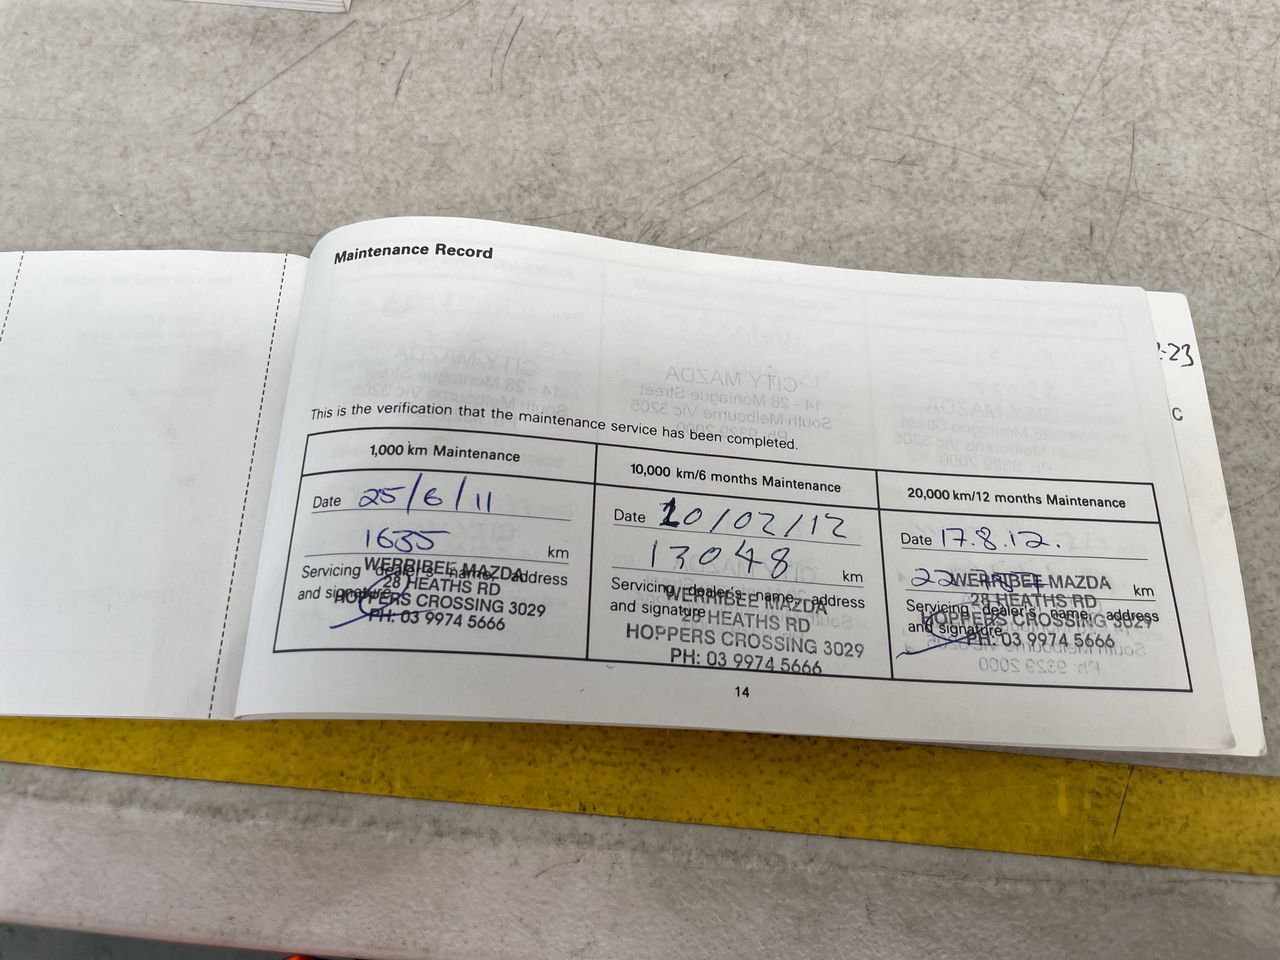 Maintenance Record
This is the verification that the maintenance service has been completed.
1,000 km Maintenance
Date 25/6/11
1635 km
Servicing dealer's name, address
and signature
WERRIBEE MAZDA
28 HEATHS RD
HOPPERS CROSSING 3029
PH: 03 9974 5666
10,000 km/6 months Maintenance
Date 10/02/12
13048 km
Servicing dealer's name, address
and signature
WERRIBEE MAZDA
28 HEATHS RD
HOPPERS CROSSING 3029
PH: 03 9974 5666
20,000 km/12 months Maintenance
Date 17.8.12.
km
Servicing dealer's name, address
and signature
WERRIBEE MAZDA
28 HEATHS RD
HOPPERS CROSSING 3029
PH: 03 9974 5666
14
-23
C